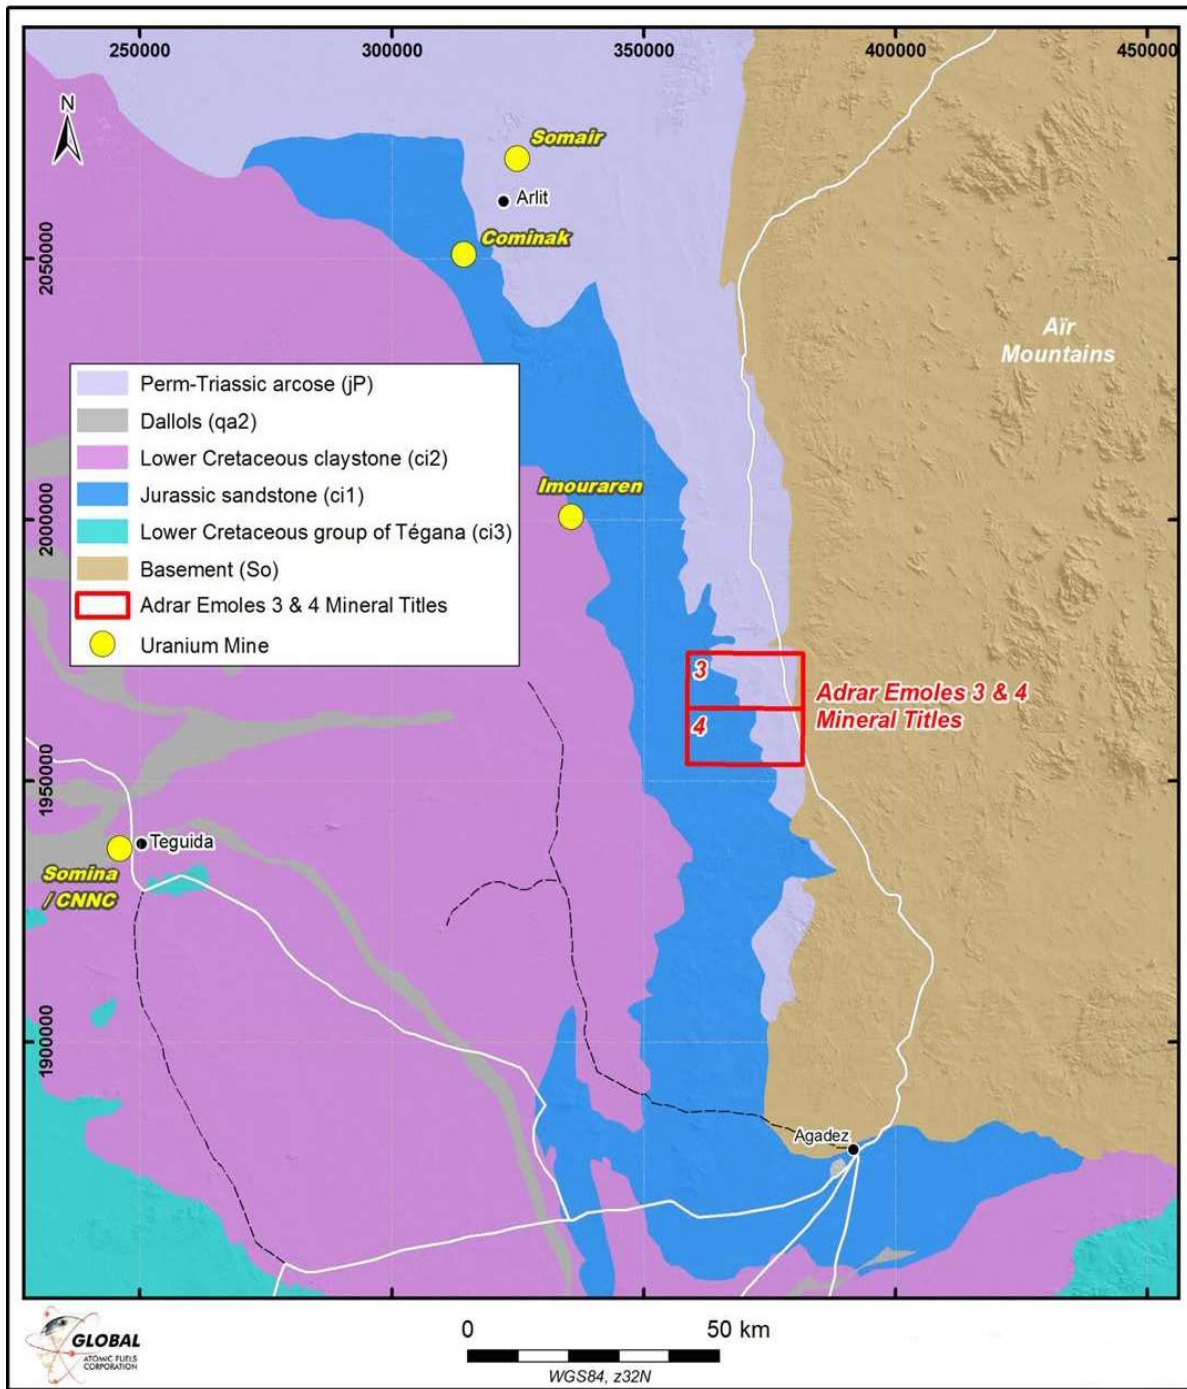 250000
300000
350000
400000
450000
N
Somair
Arlit
Cominak
2050000
Aïr
Mountains
Perm-Triassic arcose (jP)
Dallols (qa2)
Lower Cretaceous claystone (ci2)
Jurassic sandstone (ci1)
Lower Cretaceous group of Tégana (ci3)
Basement (So)
Adrar Emoles 3 & 4 Mineral Titles
Uranium Mine
Imouraren
2000000
3
4
Adrar Emoles 3 & 4
Mineral Titles
1950000
Teguida
Somina
/ CNNC
1900000
Agadez
GLOBAL
ATOMIC FUELS
CORPORATION
0
50 km
WGS84, z32N